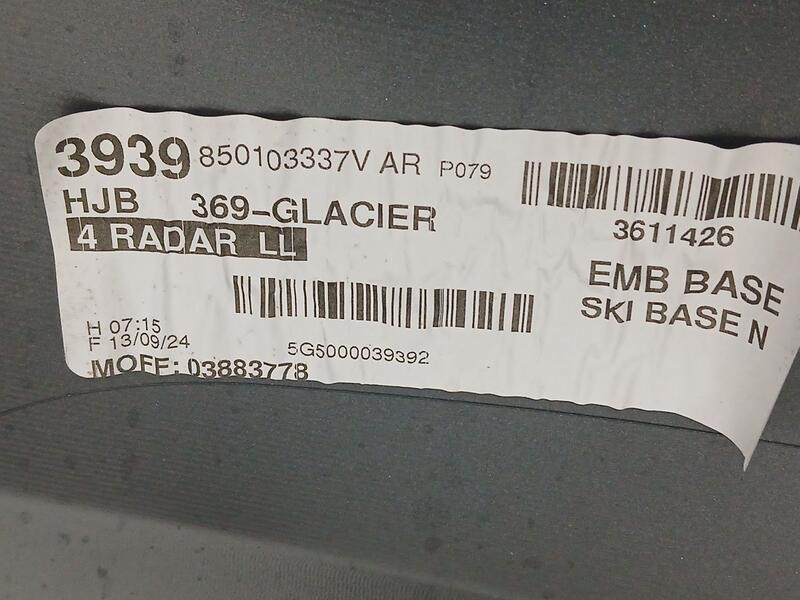 3939 850103337V AR P079
HJB 369-GLACIER
4 RADAR LL
3611426
EMB BASE
SKI BASE N
H 07:15
F 13/09/24
5G5000039392
MOFF: 03883778